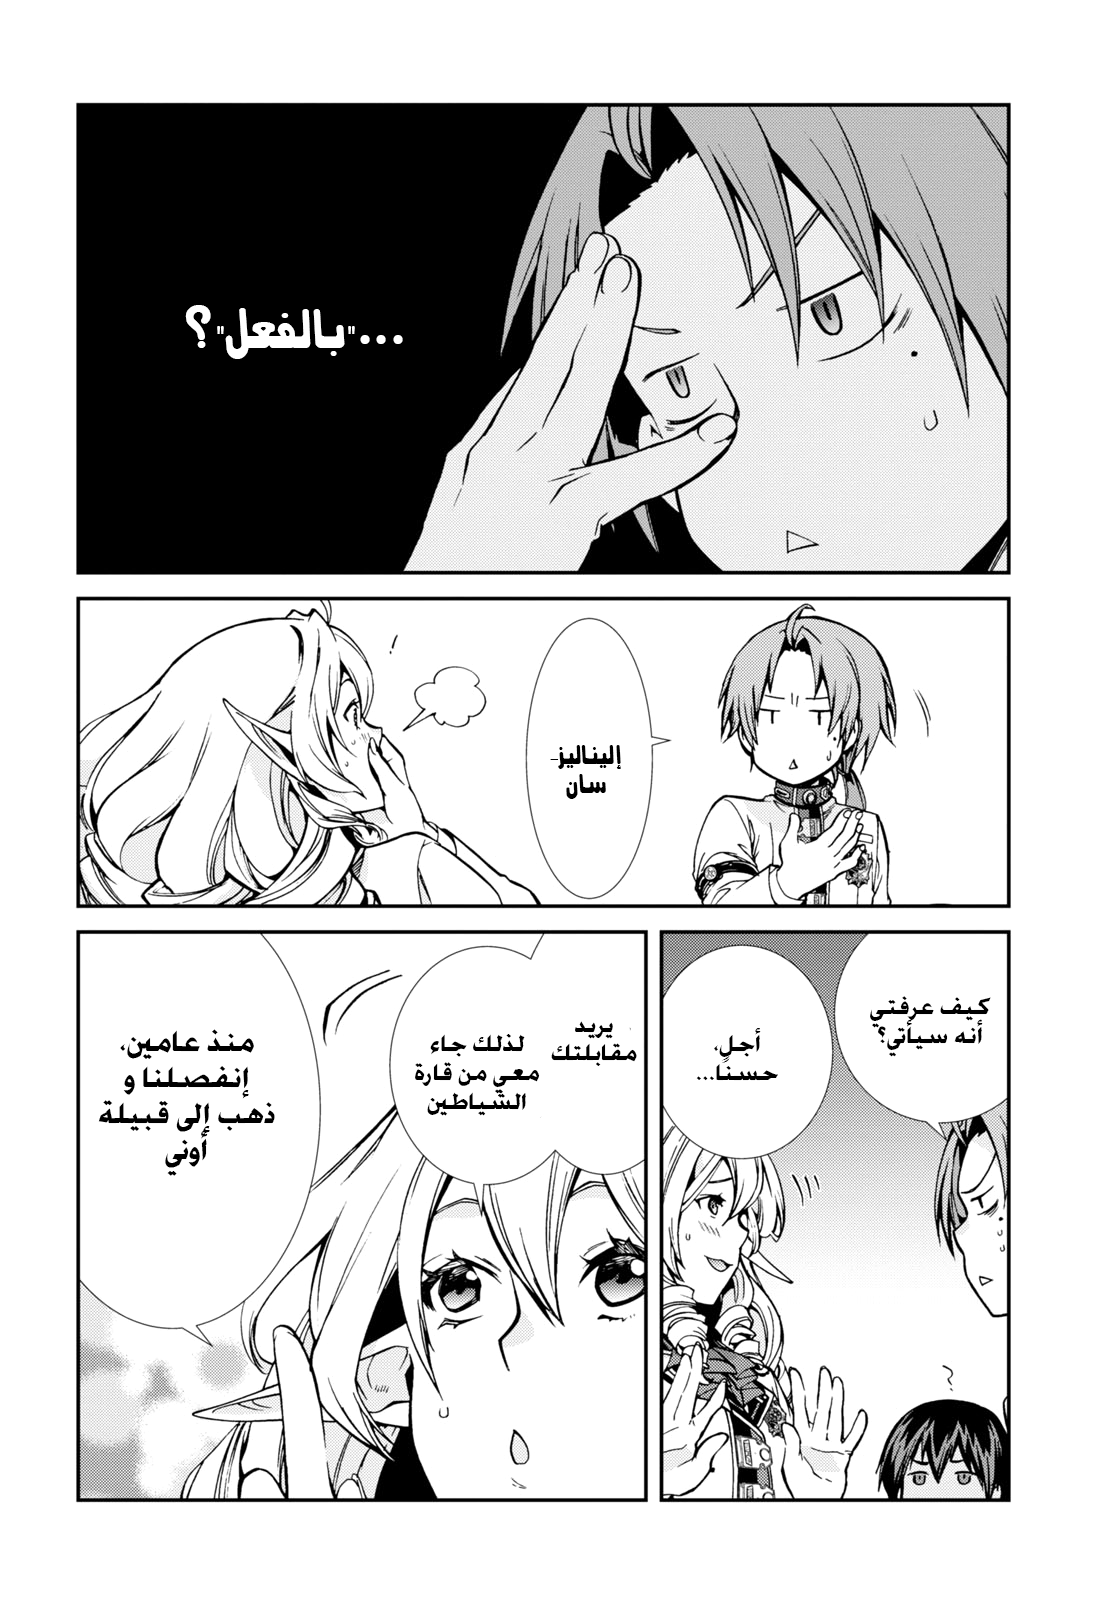 ..."بالفعل"؟
إليناليز-
سان
كيف عرفتي
أنه سيأتي؟
أجل،
حسنًا...
يريد
مقابلتك
لذلك جاء
معي من قارة
الشياطين
منذ عامين،
إنفصلنا و
ذهب إلى قبيلة
أوني